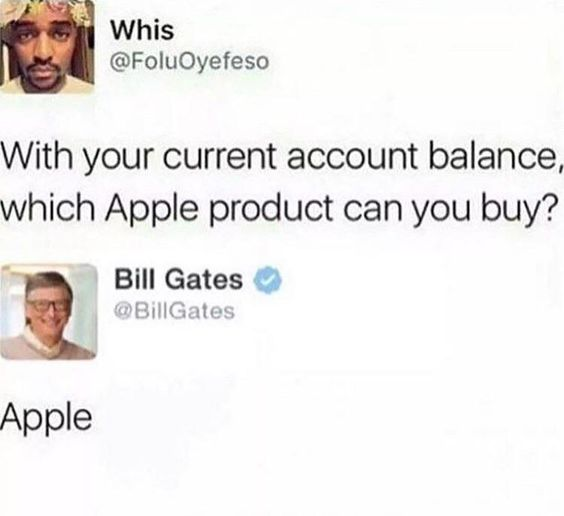 Whis
@FoluOyefeso
With your current account balance,
which Apple product can you buy?
Bill Gates
@BillGates
Apple